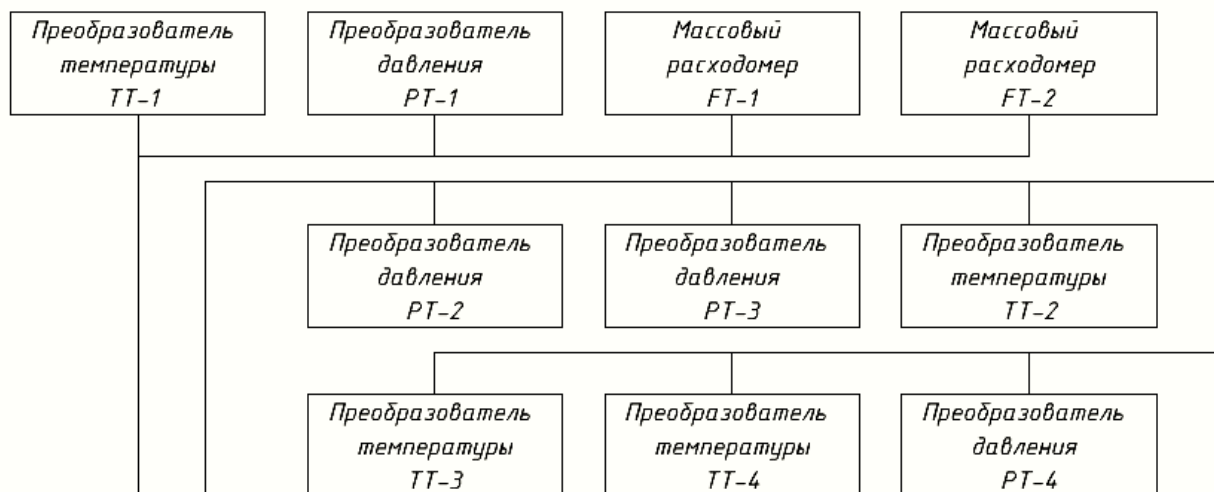 Преобразователь
температуры
TT-1
Преобразователь
давления
PT-1
Массовый
расходомер
FT-1
Массовый
расходомер
FT-2
Преобразователь
давления
PT-2
Преобразователь
давления
PT-3
Преобразователь
температуры
TT-2
Преобразователь
температуры
TT-3
Преобразователь
температуры
TT-4
Преобразователь
давления
PT-4